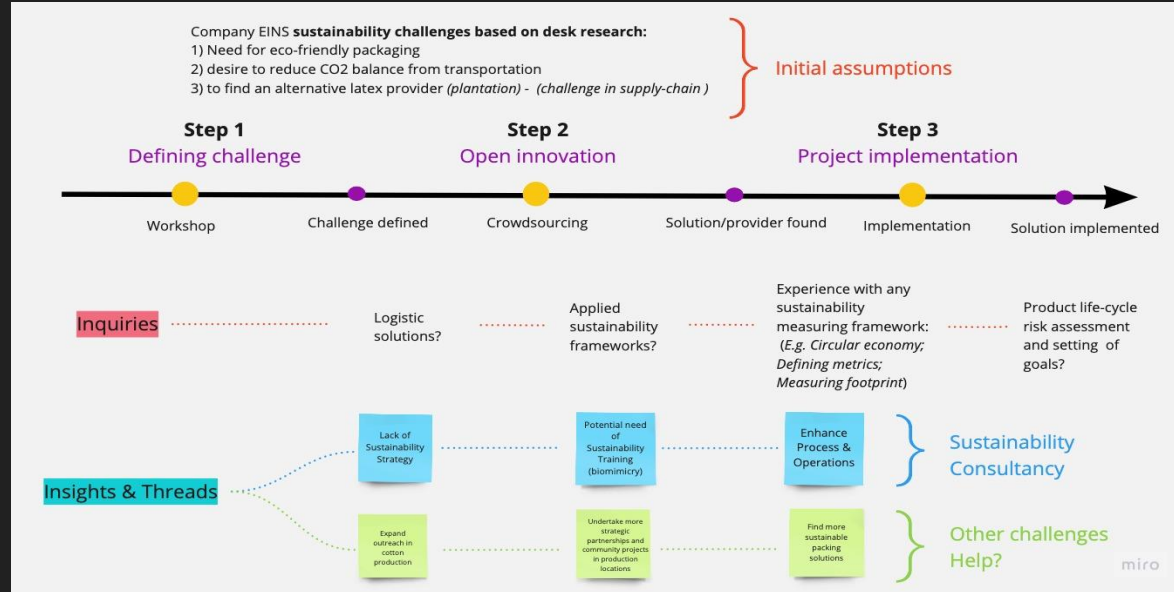 Company EINS sustainability challenges based on desk research:
1) Need for eco-friendly packaging
2) desire to reduce CO2 balance from transportation
3) to find an alternative latex provider (plantation) - (challenge in supply-chain )
Initial assumptions
Step 1
Defining challenge
Step 2
Open innovation
Step 3
Project implementation
Workshop
Challenge defined
Crowdsourcing
Solution/provider found
Implementation
Solution implemented
Inquiries
Logistic
solutions?
Applied
sustainability
frameworks?
Experience with any
sustainability
measuring framework:
(E.g. Circular economy;
Defining metrics;
Measuring footprint)
Product life-cycle
risk assessment
and setting of
goals?
Insights & Threads
Lack of
Sustainability
Strategy
Potential need
of
Sustainability
Training
(biomimicry)
Enhance
Process &
Operations
Sustainability
Consultancy
Expand
outreach in
cotton
production
Undertake more
strategic
partnerships and
community projects
in production
locations
Find more
sustainable
packing
solutions
Other challenges
Help?
miro